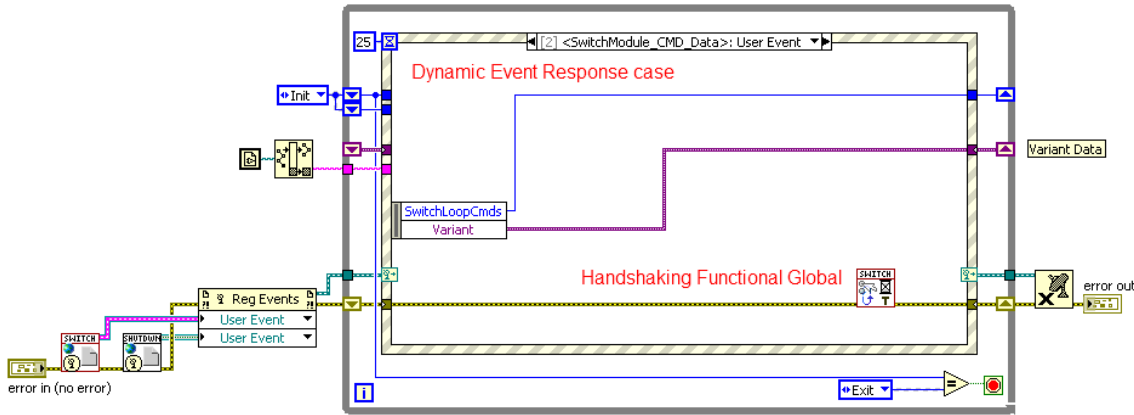 25
[2] <SwitchModule_CMD_Data>: User Event
Dynamic Event Response case
Init
Variant Data
SwitchLoopCmds
Variant
Handshaking Functional Global
SWITCH
T
Reg Events
User Event
User Event
SWITCH
SHUTDWN
error in (no error)
error out
X
i
Exit
=